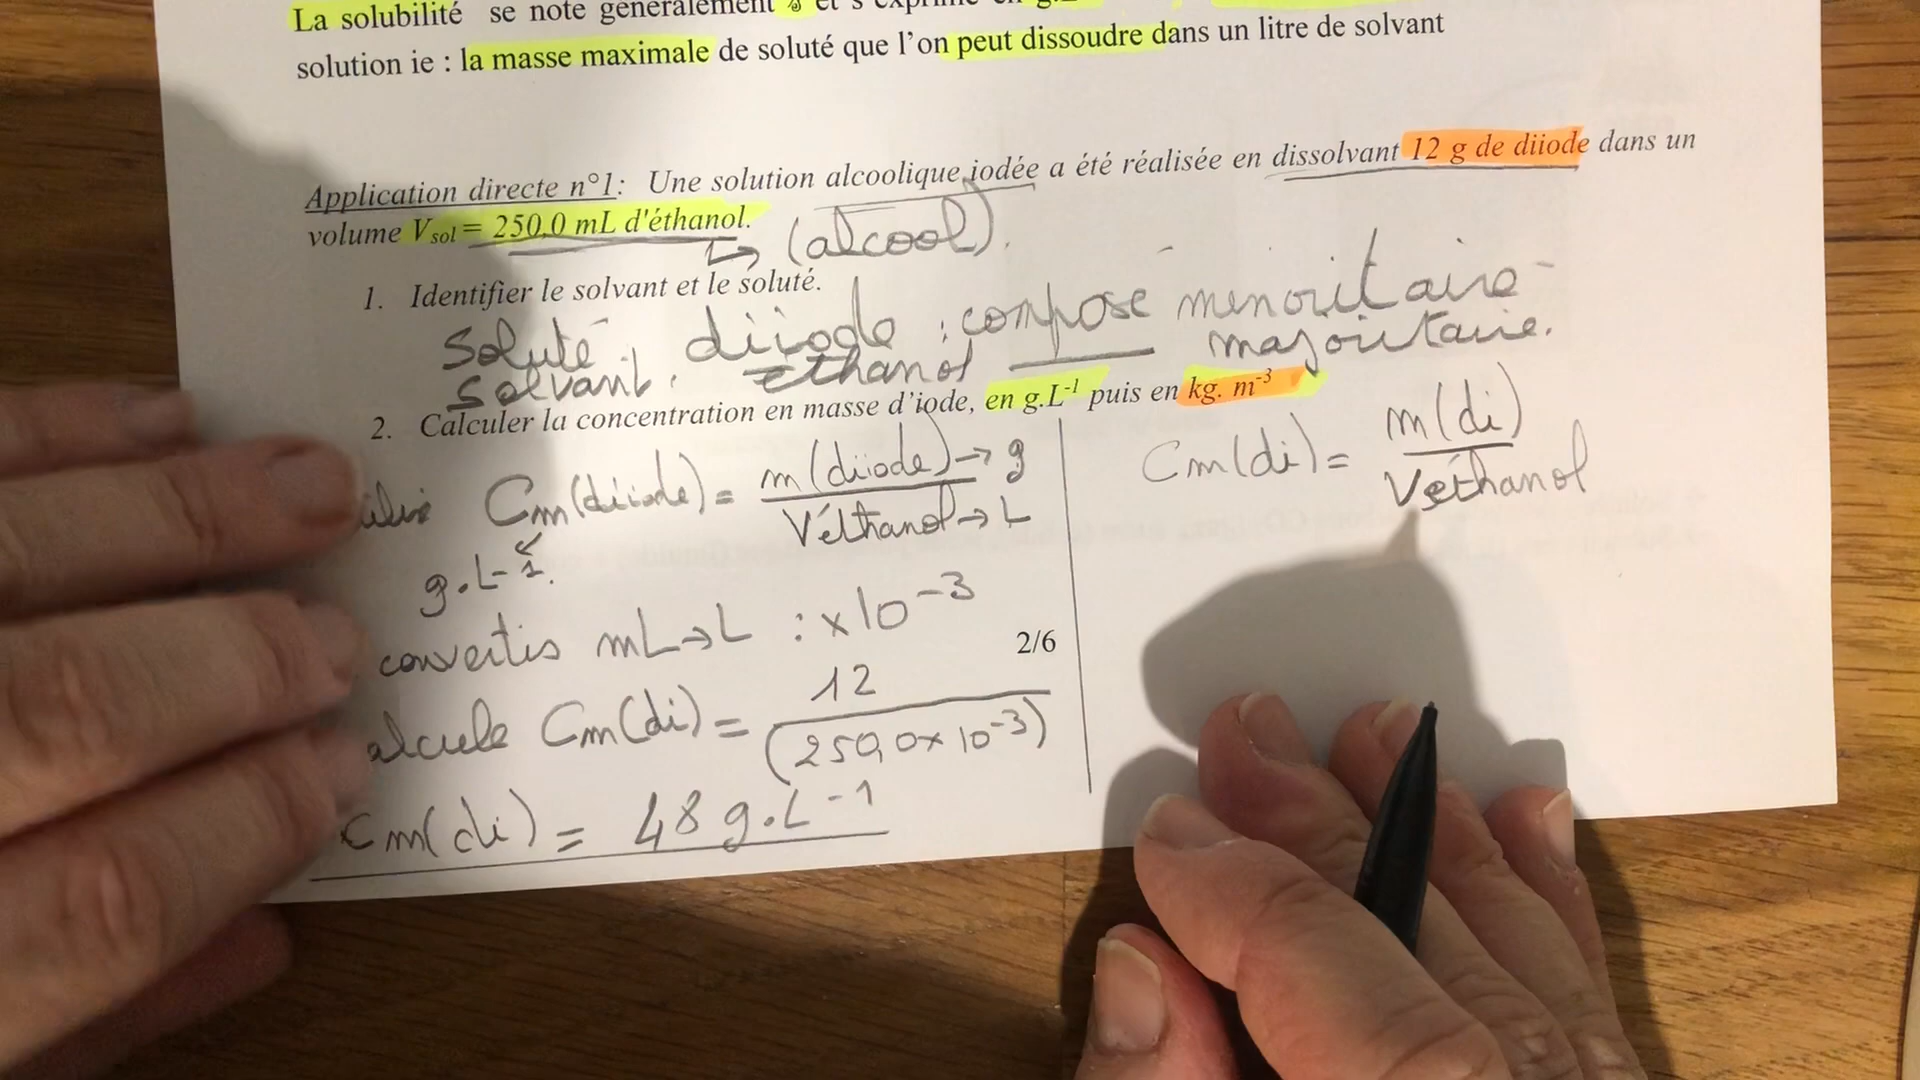 La solubilité se note généralement s et s'exprime en
solution ie : la masse maximale de soluté que l'on peut dissoudre dans un litre de solvant
Application directe n°1: Une solution alcoolique iodée a été réalisée en dissolvant 12 g de diiode dans un
volume Vsol = 250,0 mL d'éthanol.
↳ (alcool).
1. Identifier le solvant et le soluté.
soluté : diiode : composé minoritaire
solvant : éthanol ——— majoritaire.
2. Calculer la concentration en masse d'iode, en g.L-1 puis en kg. m-3
Cm(diiode) = m(diiode) → g
Véthanol → L
g.L-1.
convertis mL → L : x10-3
2/6
Cm(di) = 12
(250,0x10-3)
Cm(di) = 48 g.L-1
Cm(di) = m(di)
Véthanol